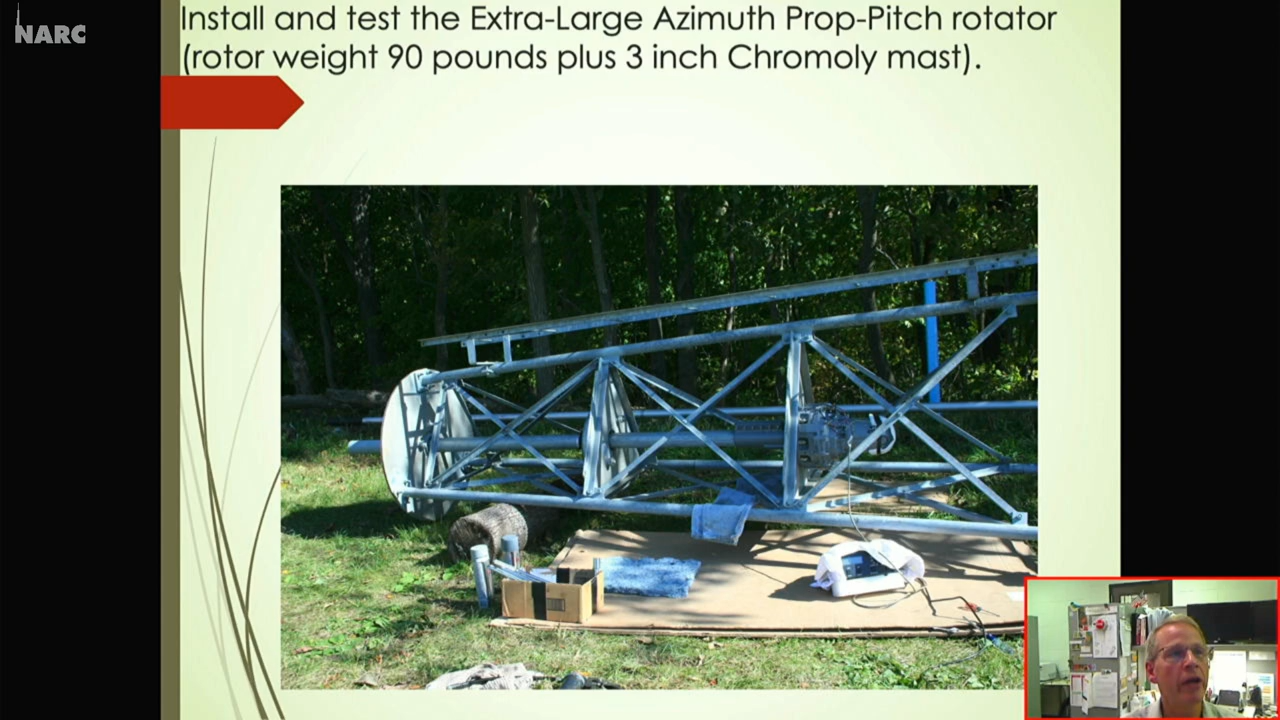 NARC
Install and test the Extra-Large Azimuth Prop-Pitch rotator
(rotor weight 90 pounds plus 3 inch Chromoly mast).